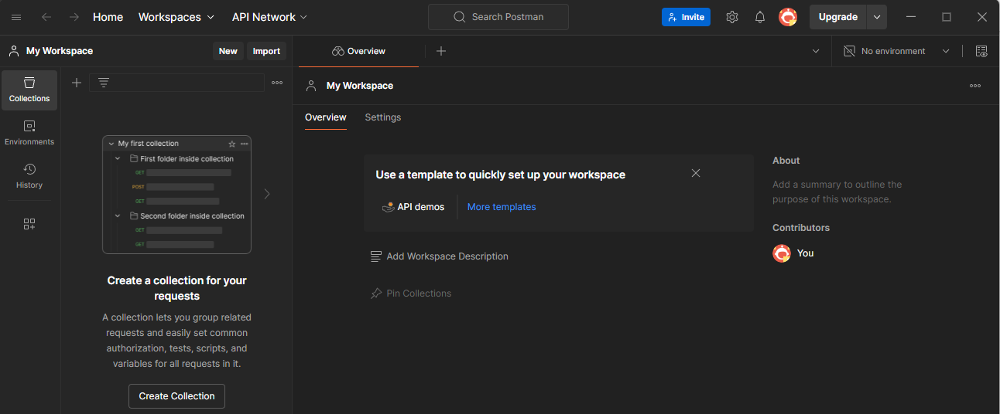 Home Workspaces API Network Search Postman Invite Upgrade
My Workspace New Import Overview No environment
Collections
Environments
History
My first collection
First folder inside collection
GET
POST
GET
Second folder inside collection
GET
GET
Create a collection for your
requests
A collection lets you group related
requests and easily set common
authorization, tests, scripts, and
variables for all requests in it.
Create Collection
My Workspace
Overview Settings
Use a template to quickly set up your workspace
API demos More templates
Add Workspace Description
Pin Collections
About
Add a summary to outline the
purpose of this workspace.
Contributors
You